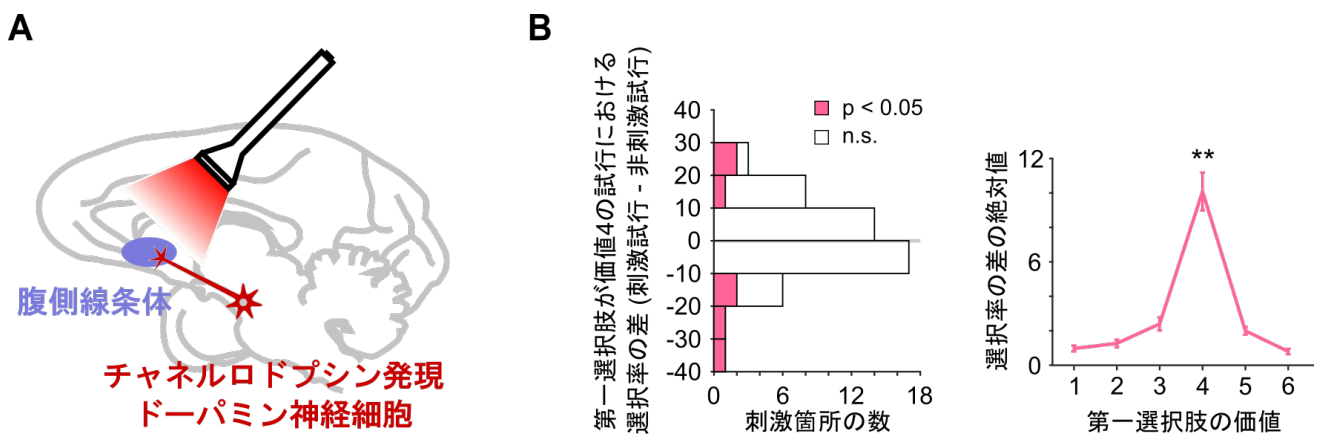 A
腹側線条体
チャネルロドプシン発現
ドーパミン神経細胞
B
第一選択肢が価値4の試行における
選択率の差 (刺激試行 - 非刺激試行)
40
30
20
10
0
-10
-20
-30
-40
p < 0.05
n.s.
0 6 12 18
刺激箇所の数
選択率の差の絶対値
12
6
0
**
1 2 3 4 5 6
第一選択肢の価値